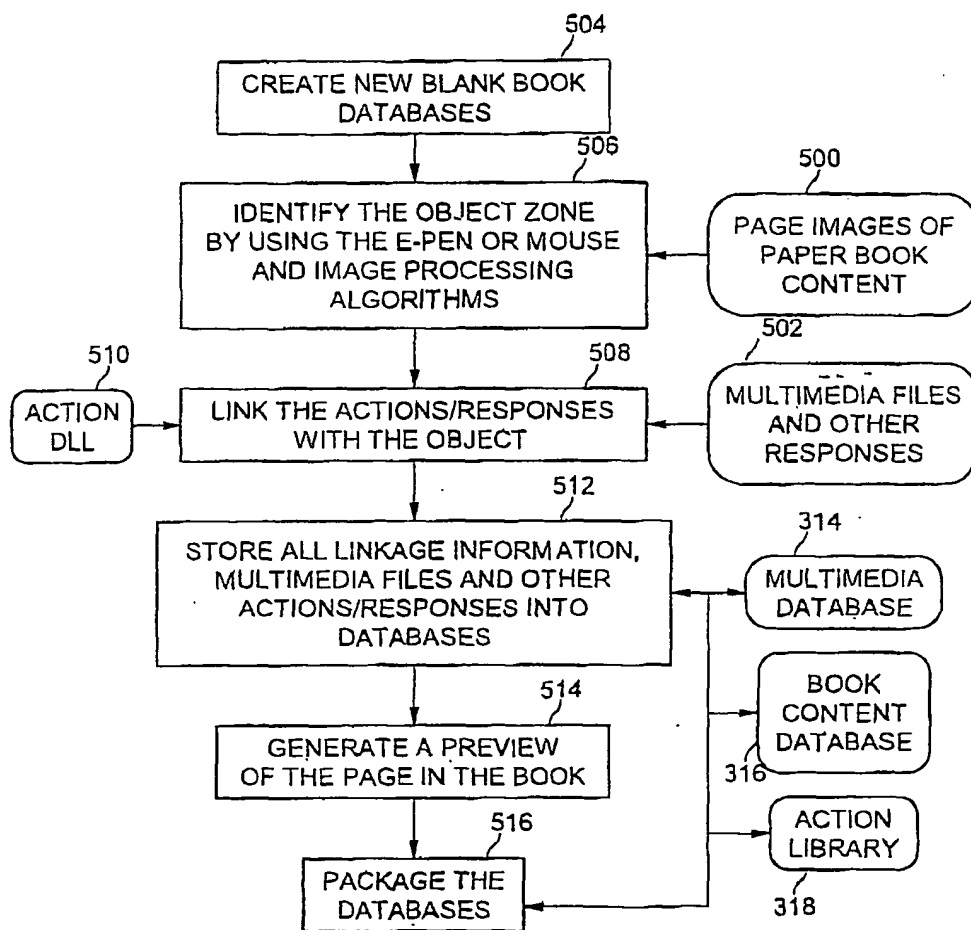 504
CREATE NEW BLANK BOOK
DATABASES
506
500
IDENTIFY THE OBJECT ZONE
BY USING THE E-PEN OR MOUSE
AND IMAGE PROCESSING
ALGORITHMS
PAGE IMAGES OF
PAPER BOOK
CONTENT
502
510
508
ACTION
DLL
LINK THE ACTIONS/RESPONSES
WITH THE OBJECT
MULTIMEDIA FILES
AND OTHER
RESPONSES
512
314
STORE ALL LINKAGE INFORMATION,
MULTIMEDIA FILES AND OTHER
ACTIONS/RESPONSES INTO
DATABASES
MULTIMEDIA
DATABASE
514
BOOK
CONTENT
DATABASE
316
GENERATE A PREVIEW
OF THE PAGE IN THE BOOK
516
ACTION
LIBRARY
318
PACKAGE THE
DATABASES